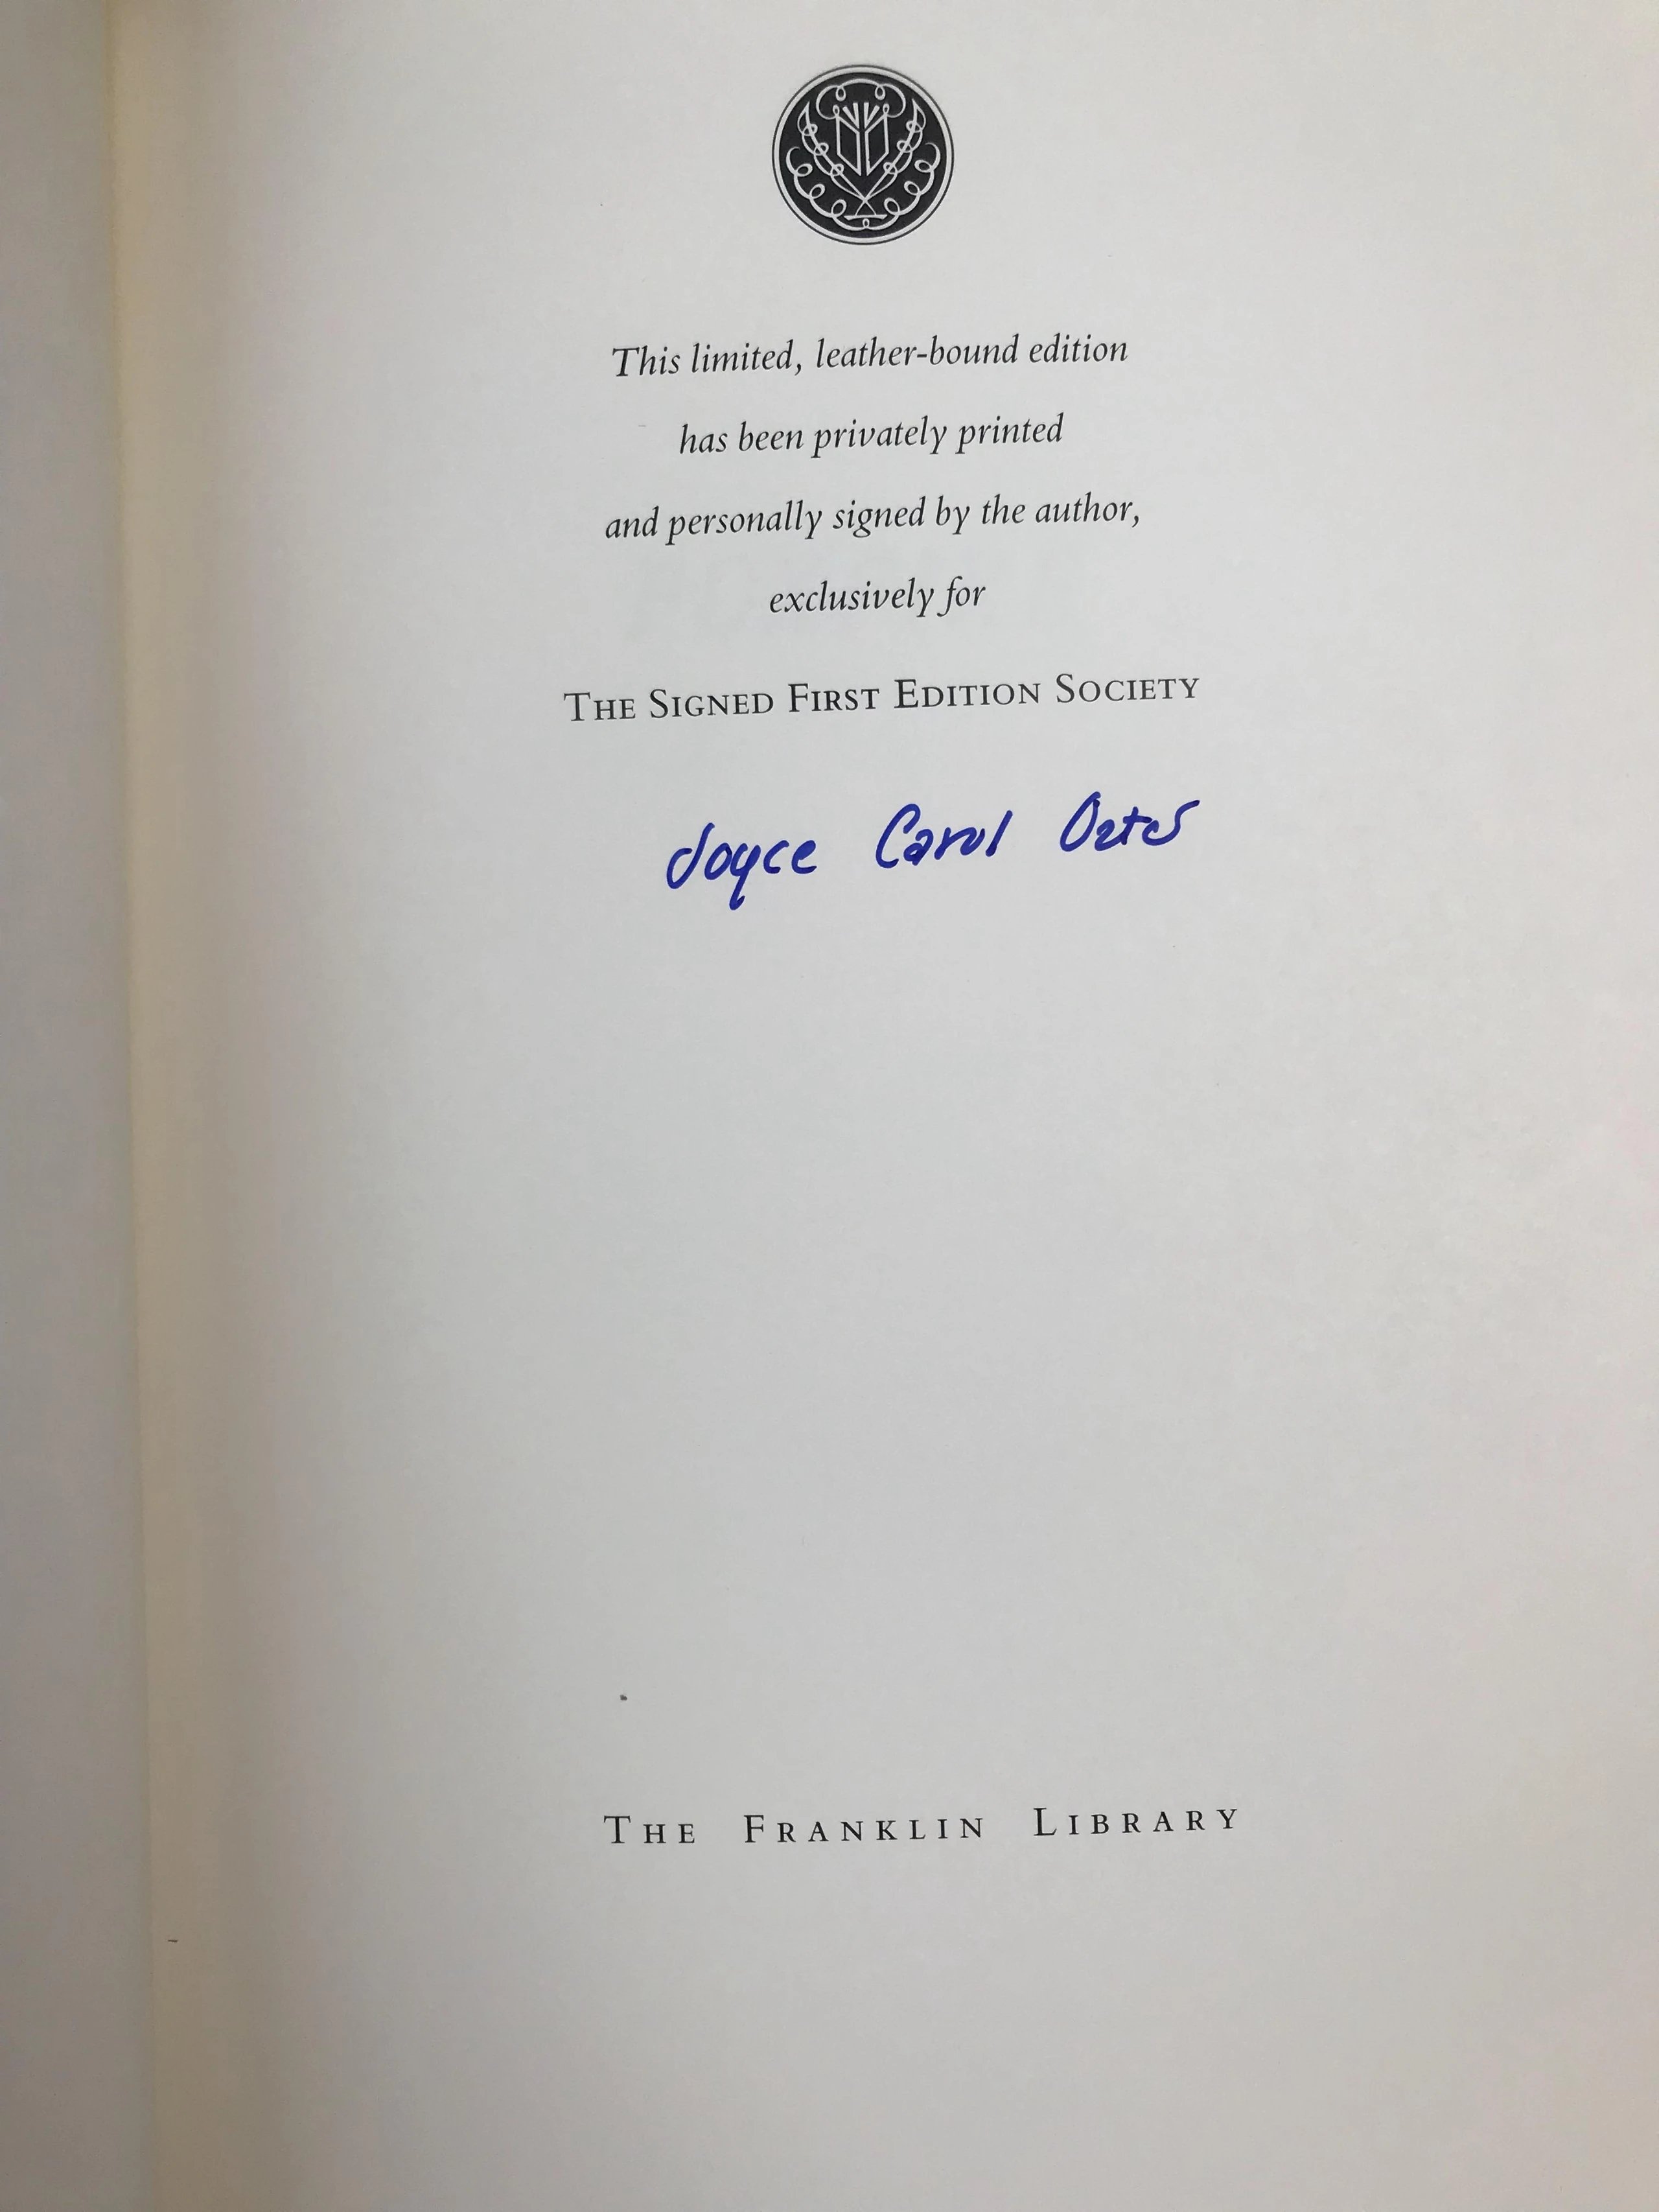 This limited, leather-bound edition
has been privately printed
and personally signed by the author,
exclusively for
THE SIGNED FIRST EDITION SOCIETY
Joyce Carol Oates
THE FRANKLIN LIBRARY